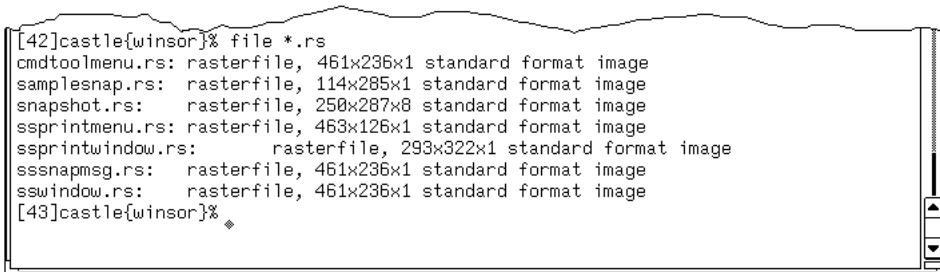 [42]castle{winsor}% file *.rs
cmdtoolmenu.rs: rasterfile, 461x236x1 standard format image
samplesnap.rs:  rasterfile, 114x285x1 standard format image
snapshot.rs:    rasterfile, 250x287x8 standard format image
ssprintmenu.rs: rasterfile, 463x126x1 standard format image
ssprintwindow.rs:       rasterfile, 293x322x1 standard format image
sssnapmsg.rs:   rasterfile, 461x236x1 standard format image
sswindow.rs:    rasterfile, 461x236x1 standard format image
[43]castle{winsor}%